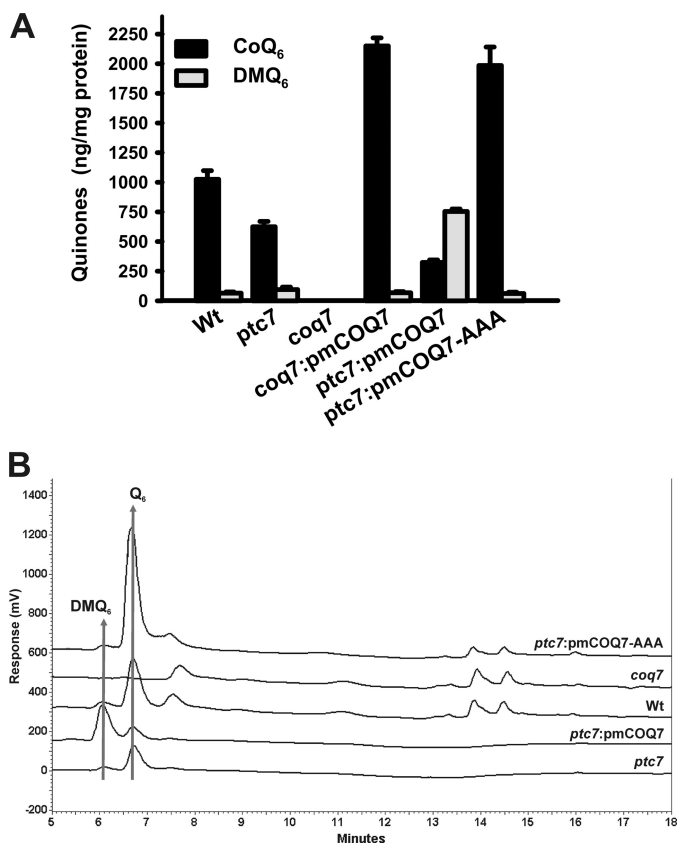 A
CoQ6
DMQ6
Quinones (ng/mg protein)
2250
2000
1750
1500
1250
1000
750
500
250
0
Wt
ptc7
coq7
coq7:pmCOQ7
ptc7:pmCOQ7
ptc7:pmCOQ7-AAA
B
Q6
DMQ6
Response (mV)
1400
1200
1000
800
600
400
200
0
-200
ptc7:pmCOQ7-AAA
coq7
Wt
ptc7:pmCOQ7
ptc7
5 6 7 8 9 10 11 12 13 14 15 16 17 18
Minutes